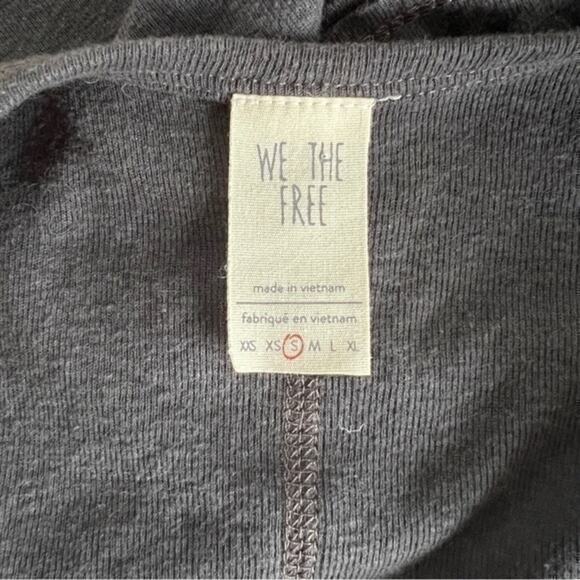 WE THE
FREE
made in vietnam
fabriqué en vietnam
XXS XS S M L XL